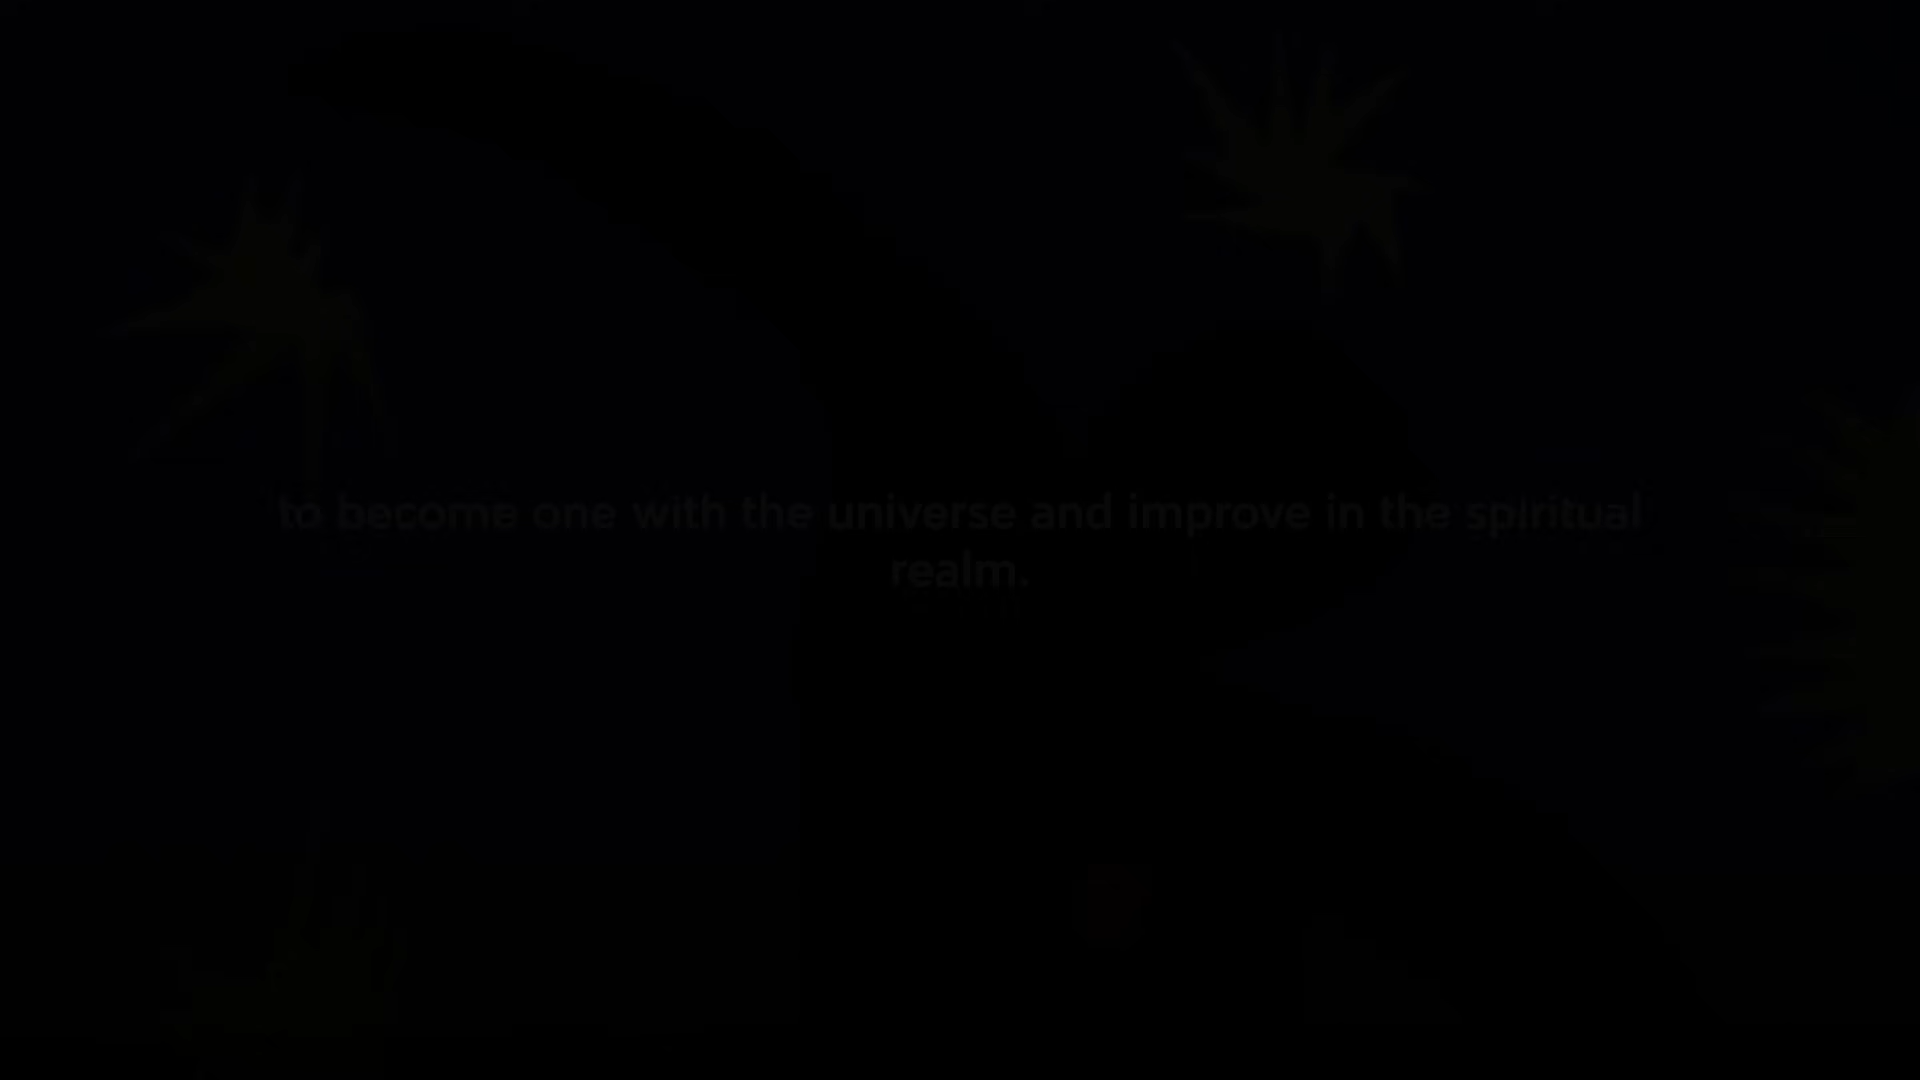 to become one with the universe and improve in the spiritual
realm.